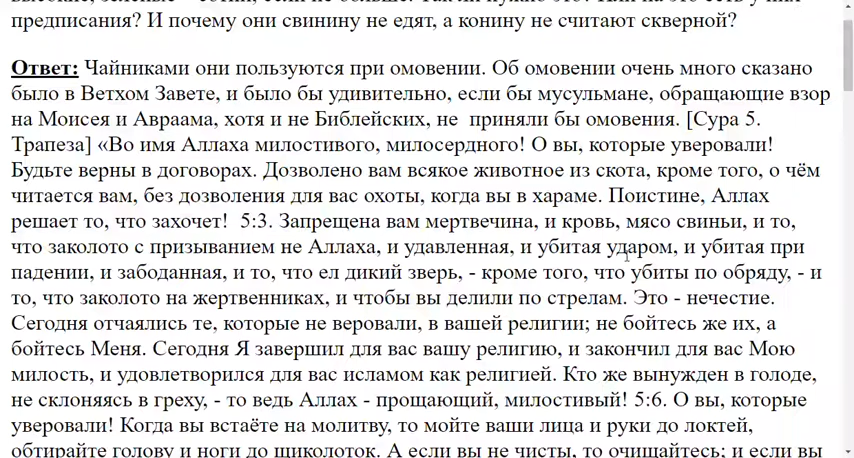 предписания? И почему они свинину не едят, а конину не считают скверной?
Ответ: Чайниками они пользуются при омовении. Об омовении очень много сказано
было в Ветхом Завете, и было бы удивительно, если бы мусульмане, обращающие взор
на Моисея и Авраама, хотя и не Библейских, не приняли бы омовения. [Сура 5.
Трапеза] «Во имя Аллаха милостивого, милосердного! О вы, которые уверовали!
Будьте верны в договорах. Дозволено вам всякое животное из скота, кроме того, о чём
читается вам, без дозволения для вас охоты, когда вы в хараме. Поистине, Аллах
решает то, что захочет! 5:3. Запрещена вам мертвечина, и кровь, мясо свиньи, и то,
что заколото с призыванием не Аллаха, и удавленная, и убитая ударом, и убитая при
падении, и забоданная, и то, что ел дикий зверь, - кроме того, что убиты по обряду, - и
то, что заколото на жертвенниках, и чтобы вы делили по стрелам. Это - нечестие.
Сегодня отчаялись те, которые не веровали, в вашей религии; не бойтесь же их, а
бойтесь Меня. Сегодня Я завершил для вас вашу религию, и закончил для вас Мою
милость, и удовлетворился для вас исламом как религией. Кто же вынужден в голоде,
не склоняясь в греху, - то ведь Аллах - прощающий, милостивый! 5:6. О вы, которые
уверовали! Когда вы встаёте на молитву, то мойте ваши лица и руки до локтей,
обтирайте голову и ноги до щиколоток. А если вы не чисты, то очищайтесь; и если вы